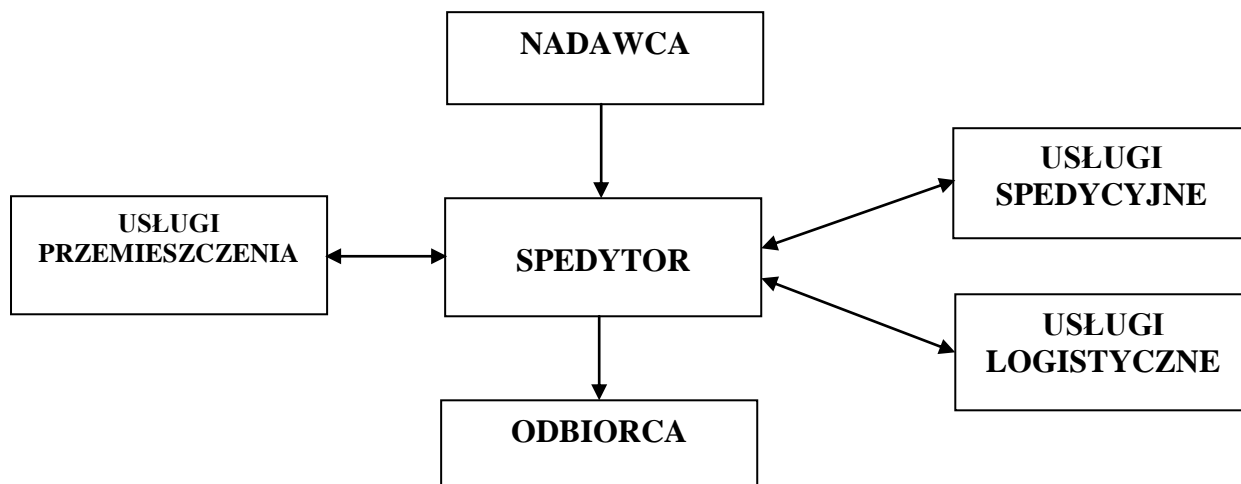 NADAWCA
USŁUGI
SPEDYCYJNE
USŁUGI
PRZEMIESZCZENIA
SPEDYTOR
USŁUGI
LOGISTYCZNE
ODBIORCA